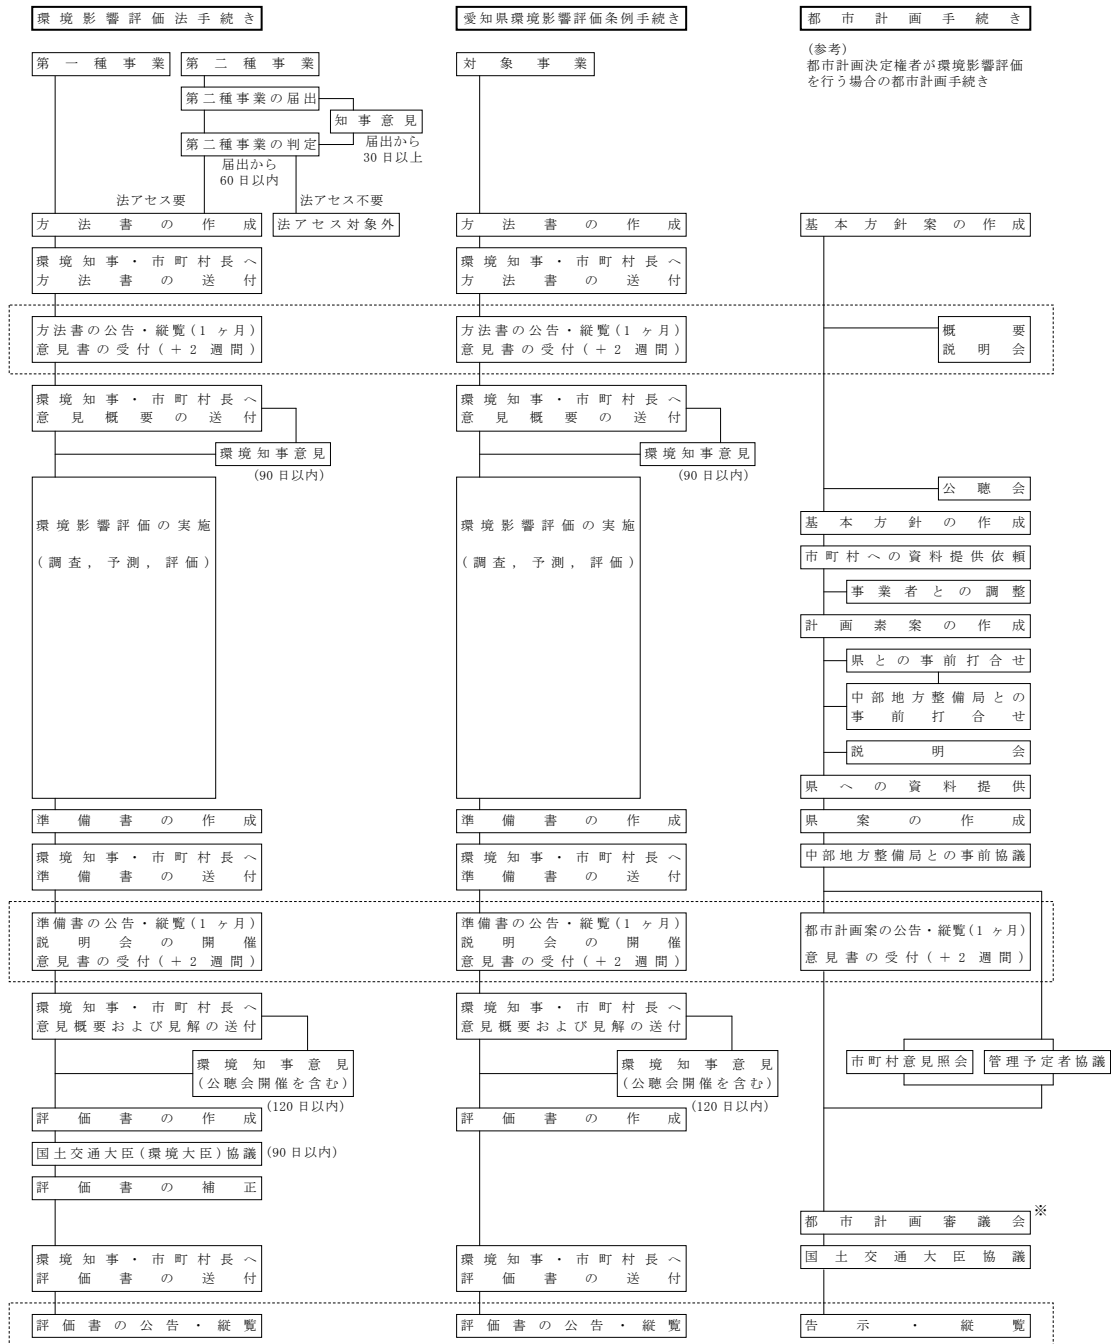 環境影響評価法手続き
第一種事業
第二種事業
第二種事業の届出
知事意見
第二種事業の判定
届出から
30日以上
届出から
60日以内
法アセス要
法アセス不要
方法書の作成
法アセス対象外
環境知事・市町村長へ
方法書の送付
方法書の公告・縦覧(1ヶ月)
意見書の受付(+2週間)
環境知事・市町村長へ
意見概要の送付
環境知事意見
(90日以内)
環境影響評価の実施
(調査,予測,評価)
準備書の作成
環境知事・市町村長へ
準備書の送付
準備書の公告・縦覧(1ヶ月)
説明会の開催
意見書の受付(+2週間)
環境知事・市町村長へ
意見概要および見解の送付
環境知事意見
(公聴会開催を含む)
(120日以内)
評価書の作成
国土交通大臣(環境大臣)協議
(90日以内)
評価書の補正
環境知事・市町村長へ
評価書の送付
評価書の公告・縦覧
愛知県環境影響評価条例手続き
対象事業
方法書の作成
環境知事・市町村長へ
方法書の送付
方法書の公告・縦覧(1ヶ月)
意見書の受付(+2週間)
環境知事・市町村長へ
意見概要の送付
環境知事意見
(90日以内)
環境影響評価の実施
(調査,予測,評価)
準備書の作成
環境知事・市町村長へ
準備書の送付
準備書の公告・縦覧(1ヶ月)
説明会の開催
意見書の受付(+2週間)
環境知事・市町村長へ
意見概要および見解の送付
環境知事意見
(公聴会開催を含む)
(120日以内)
評価書の作成
環境知事・市町村長へ
評価書の送付
評価書の公告・縦覧
都市計画手続き
(参考)
都市計画決定権者が環境影響評価
を行う場合の都市計画手続き
基本方針案の作成
概要
説明会
公聴会
基本方針の作成
市町村への資料提供依頼
事業者との調整
計画素案の作成
県との事前打合せ
中部地方整備局との
事前打合せ
説明会
県への資料提供
県案の作成
中部地方整備局との事前協議
都市計画案の公告・縦覧(1ヶ月)
意見書の受付(+2週間)
市町村意見照会
管理予定者協議
都市計画審議会
※
国土交通大臣協議
告示・縦覧